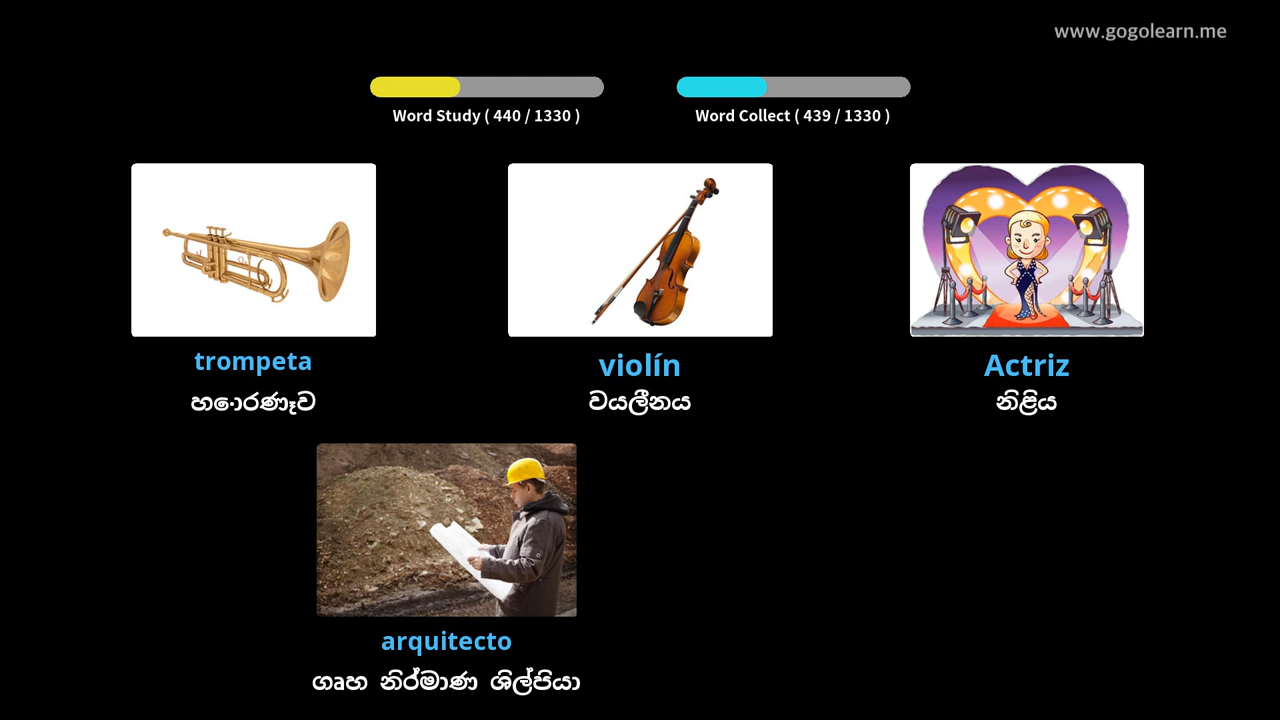 www.gogolearn.me
Word Study ( 440 / 1330 )
Word Collect ( 439 / 1330 )
trompeta
හොරණෑව
violín
වයලීනය
Actriz
නිළිය
arquitecto
ගෘහ නිර්මාණ ශිල්පියා